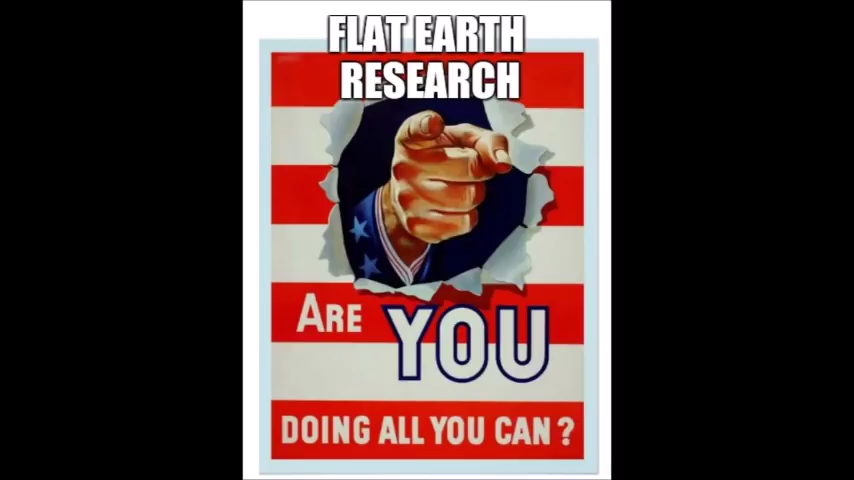 FLAT EARTH
RESEARCH
ARE YOU
DOING ALL YOU CAN?